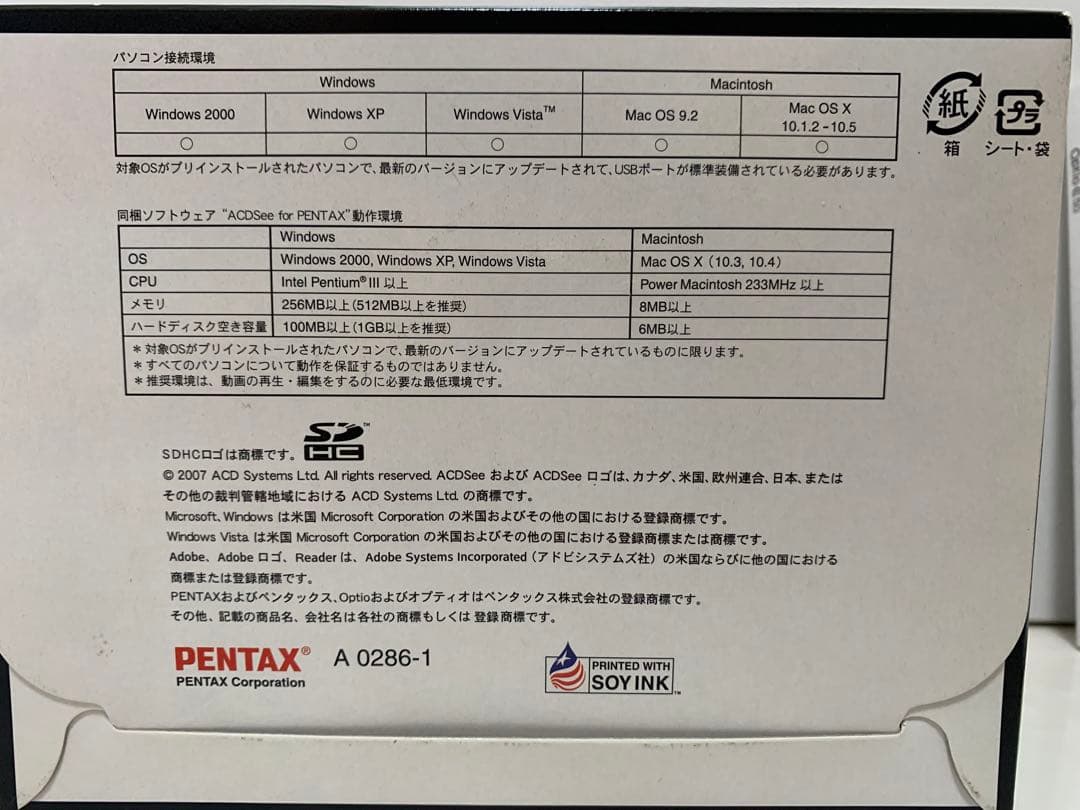 パソコン接続環境
Windows Macintosh
Windows 2000 Windows XP Windows Vista™ Mac OS 9.2 Mac OS X 10.1.2-10.5
○ ○ ○ ○ ○
対象OSがプリインストールされたパソコンで、最新のバージョンにアップデートされて、USBポートが標準装備されている必要があります。
紙 プラ
箱 シート・袋
同梱ソフトウェア “ACDSee for PENTAX”動作環境
Windows Macintosh
OS Windows 2000, Windows XP, Windows Vista Mac OS X (10.3, 10.4)
CPU Intel Pentium®III 以上 Power Macintosh 233MHz 以上
メモリ 256MB以上(512MB以上を推奨) 8MB以上
ハードディスク空き容量 100MB以上(1GB以上を推奨) 6MB以上
＊対象OSがプリインストールされたパソコンで、最新のバージョンにアップデートされているものに限ります。
＊すべてのパソコンについて動作を保証するものではありません。
＊推奨環境は、動画の再生・編集をするのに必要な最低環境です。
SDHCロゴは商標です。 SD HC™
© 2007 ACD Systems Ltd. All rights reserved. ACDSee および ACDSee ロゴは、カナダ、米国、欧州連合、日本、または
その他の裁判管轄地域における ACD Systems Ltd. の商標です。
Microsoft、Windows は米国 Microsoft Corporation の米国およびその他の国における登録商標です。
Windows Vista は米国 Microsoft Corporation の米国およびその他の国における登録商標または商標です。
Adobe、Adobe ロゴ、Reader は、Adobe Systems Incorporated（アドビシステムズ社）の米国ならびに他の国における
商標または登録商標です。
PENTAXおよびペンタックス、Optioおよびオプティオはペンタックス株式会社の登録商標です。
その他、記載の商品名、会社名は各社の商標もしくは 登録商標です。
PENTAX® A 0286-1
PENTAX Corporation
PRINTED WITH
SOY INK™